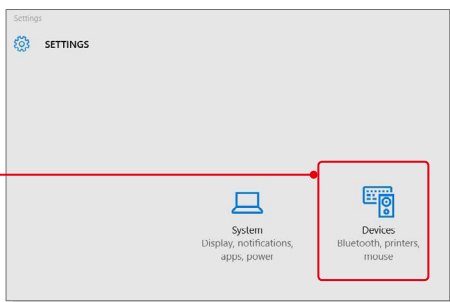 Settings
SETTINGS
System
Display, notifications,
apps, power
Devices
Bluetooth, printers,
mouse